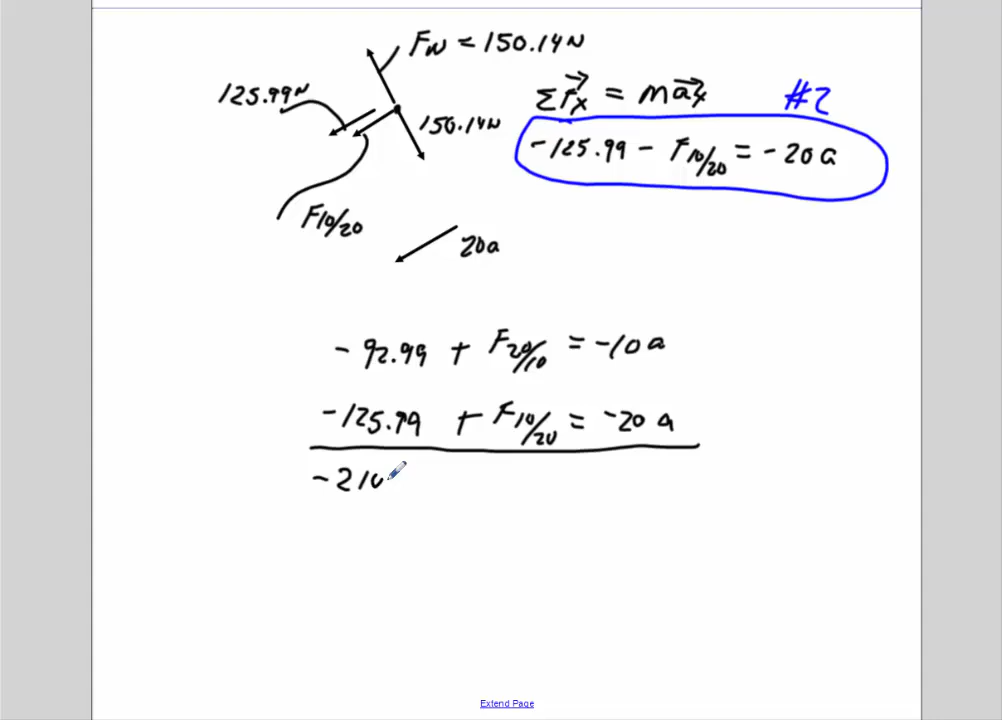 Fw = 150.14N
125.99N
150.14N
F10/20
20a
ΣFx = max #2
-125.99 - F10/20 = -20a
-92.99 + F20/10 = -10a
-125.99 + F10/20 = -20a
-210
Extend Page